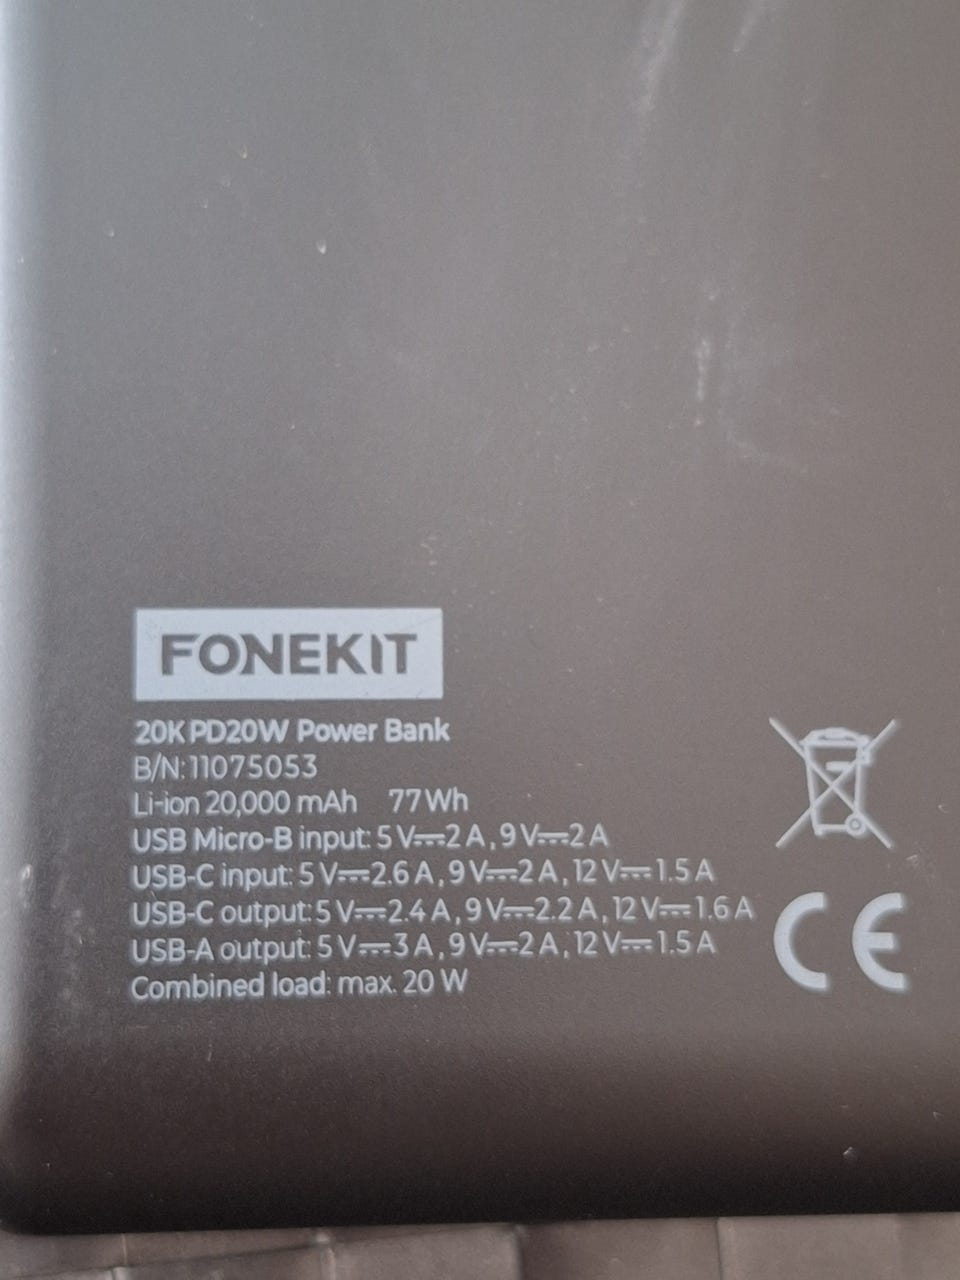 FONEKIT
20K PD20W Power Bank
B/N:11075053
Li-ion 20,000 mAh 77Wh
USB Micro-B input: 5 V⎓2 A, 9 V⎓2 A
USB-C input: 5 V⎓2.6 A, 9 V⎓2 A, 12 V⎓1.5 A
USB-C output: 5 V⎓2.4 A, 9 V⎓2.2 A, 12 V⎓1.6 A
USB-A output: 5 V⎓3 A, 9 V⎓2 A, 12 V⎓1.5 A
Combined load: max. 20 W
CE